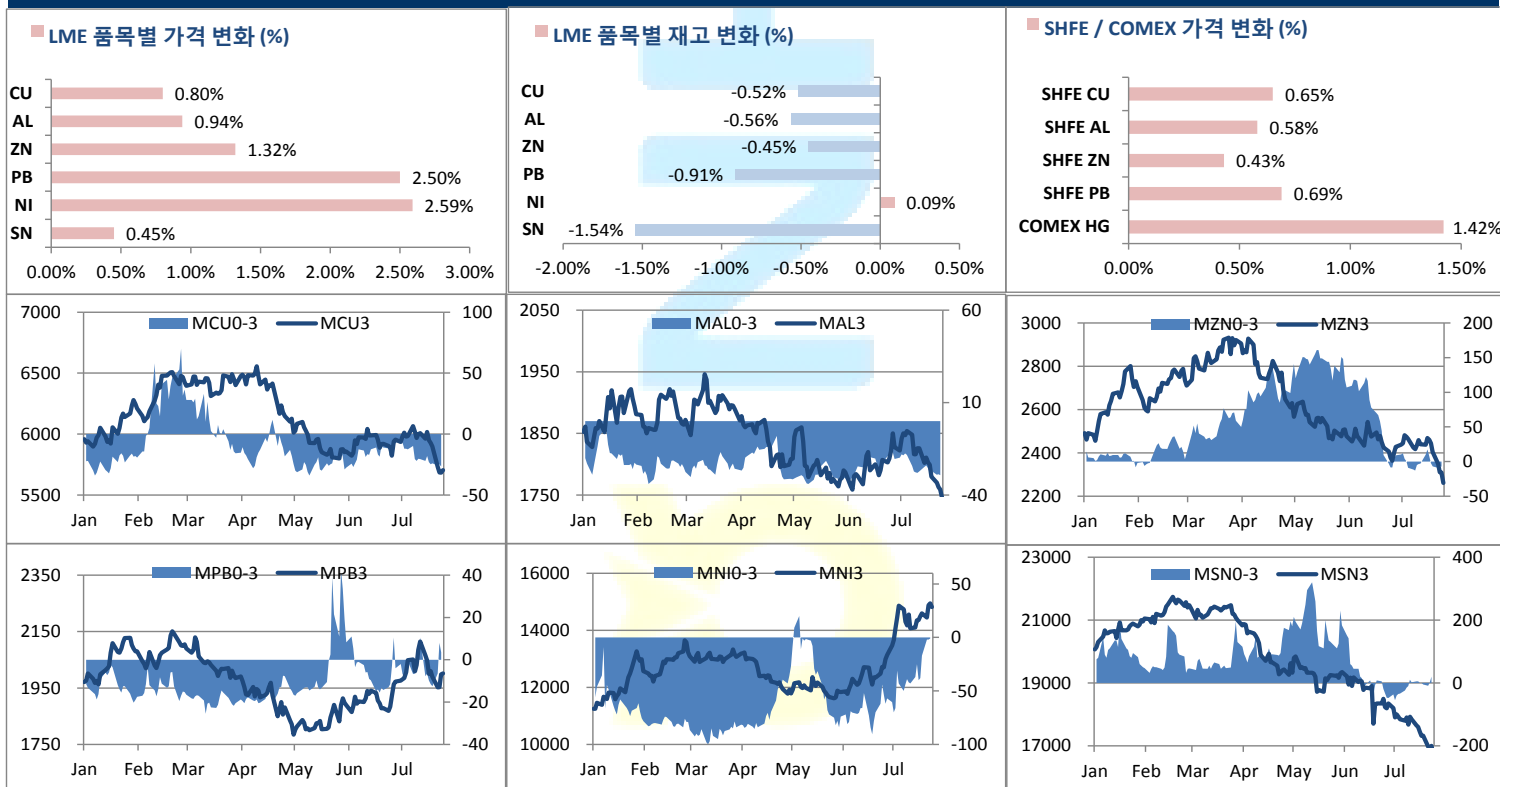 LME 품목별 가격 변화 (%)
CU 0.80%
AL 0.94%
ZN 1.32%
PB 2.50%
NI 2.59%
SN 0.45%
0.00% 0.50% 1.00% 1.50% 2.00% 2.50% 3.00%
LME 품목별 재고 변화 (%)
CU -0.52%
AL -0.56%
ZN -0.45%
PB -0.91%
NI 0.09%
SN -1.54%
-2.00% -1.50% -1.00% -0.50% 0.00% 0.50%
SHFE / COMEX 가격 변화 (%)
SHFE CU 0.65%
SHFE AL 0.58%
SHFE ZN 0.43%
SHFE PB 0.69%
COMEX HG 1.42%
0.00% 0.50% 1.00% 1.50%
MCU0-3 MCU3
7000 100
6500 50
6000 0
5500 -50
Jan Feb Mar Apr May Jun Jul
MAL0-3 MAL3
2050 60
1950
10
1850
1750 -40
Jan Feb Mar Apr May Jun Jul
MZN0-3 MZN3
3000 200
150
2800
100
2600
50
2400
0
2200 -50
Jan Feb Mar Apr May Jun Jul
MPB0-3 MPB3
2350 40
20
2150
0
1950
-20
1750 -40
Jan Feb Mar Apr May Jun Jul
MNI0-3 MNI3
16000
50
14000
0
12000
-50
10000 -100
Jan Feb Mar Apr May Jun Jul
MSN0-3 MSN3
23000 400
21000 200
19000 0
17000 -200
Jan Feb Mar Apr May Jun Jul